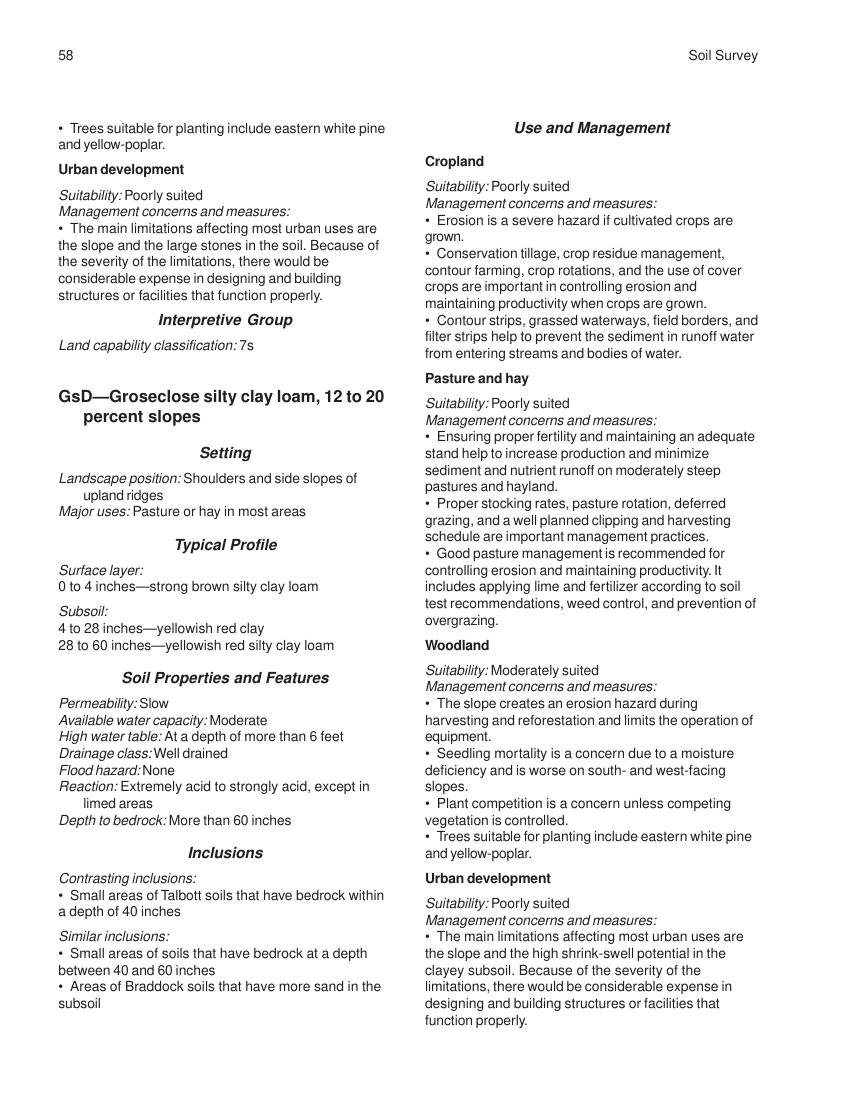 58
Soil Survey
• Trees suitable for planting include eastern white pine
and yellow-poplar.
Urban development
Suitability: Poorly suited
Management concerns and measures:
• The main limitations affecting most urban uses are
the slope and the large stones in the soil. Because of
the severity of the limitations, there would be
considerable expense in designing and building
structures or facilities that function properly.
Interpretive Group
Land capability classification: 7s
GsD—Groseclose silty clay loam, 12 to 20
percent slopes
Setting
Landscape position: Shoulders and side slopes of
upland ridges
Major uses: Pasture or hay in most areas
Typical Profile
Surface layer:
0 to 4 inches—strong brown silty clay loam
Subsoil:
4 to 28 inches—yellowish red clay
28 to 60 inches—yellowish red silty clay loam
Soil Properties and Features
Permeability: Slow
Available water capacity: Moderate
High water table: At a depth of more than 6 feet
Drainage class: Well drained
Flood hazard: None
Reaction: Extremely acid to strongly acid, except in
limed areas
Depth to bedrock: More than 60 inches
Inclusions
Contrasting inclusions:
• Small areas of Talbott soils that have bedrock within
a depth of 40 inches
Similar inclusions:
• Small areas of soils that have bedrock at a depth
between 40 and 60 inches
• Areas of Braddock soils that have more sand in the
subsoil
Use and Management
Cropland
Suitability: Poorly suited
Management concerns and measures:
• Erosion is a severe hazard if cultivated crops are
grown.
• Conservation tillage, crop residue management,
contour farming, crop rotations, and the use of cover
crops are important in controlling erosion and
maintaining productivity when crops are grown.
• Contour strips, grassed waterways, field borders, and
filter strips help to prevent the sediment in runoff water
from entering streams and bodies of water.
Pasture and hay
Suitability: Poorly suited
Management concerns and measures:
• Ensuring proper fertility and maintaining an adequate
stand help to increase production and minimize
sediment and nutrient runoff on moderately steep
pastures and hayland.
• Proper stocking rates, pasture rotation, deferred
grazing, and a well planned clipping and harvesting
schedule are important management practices.
• Good pasture management is recommended for
controlling erosion and maintaining productivity. It
includes applying lime and fertilizer according to soil
test recommendations, weed control, and prevention of
overgrazing.
Woodland
Suitability: Moderately suited
Management concerns and measures:
• The slope creates an erosion hazard during
harvesting and reforestation and limits the operation of
equipment.
• Seedling mortality is a concern due to a moisture
deficiency and is worse on south- and west-facing
slopes.
• Plant competition is a concern unless competing
vegetation is controlled.
• Trees suitable for planting include eastern white pine
and yellow-poplar.
Urban development
Suitability: Poorly suited
Management concerns and measures:
• The main limitations affecting most urban uses are
the slope and the high shrink-swell potential in the
clayey subsoil. Because of the severity of the
limitations, there would be considerable expense in
designing and building structures or facilities that
function properly.